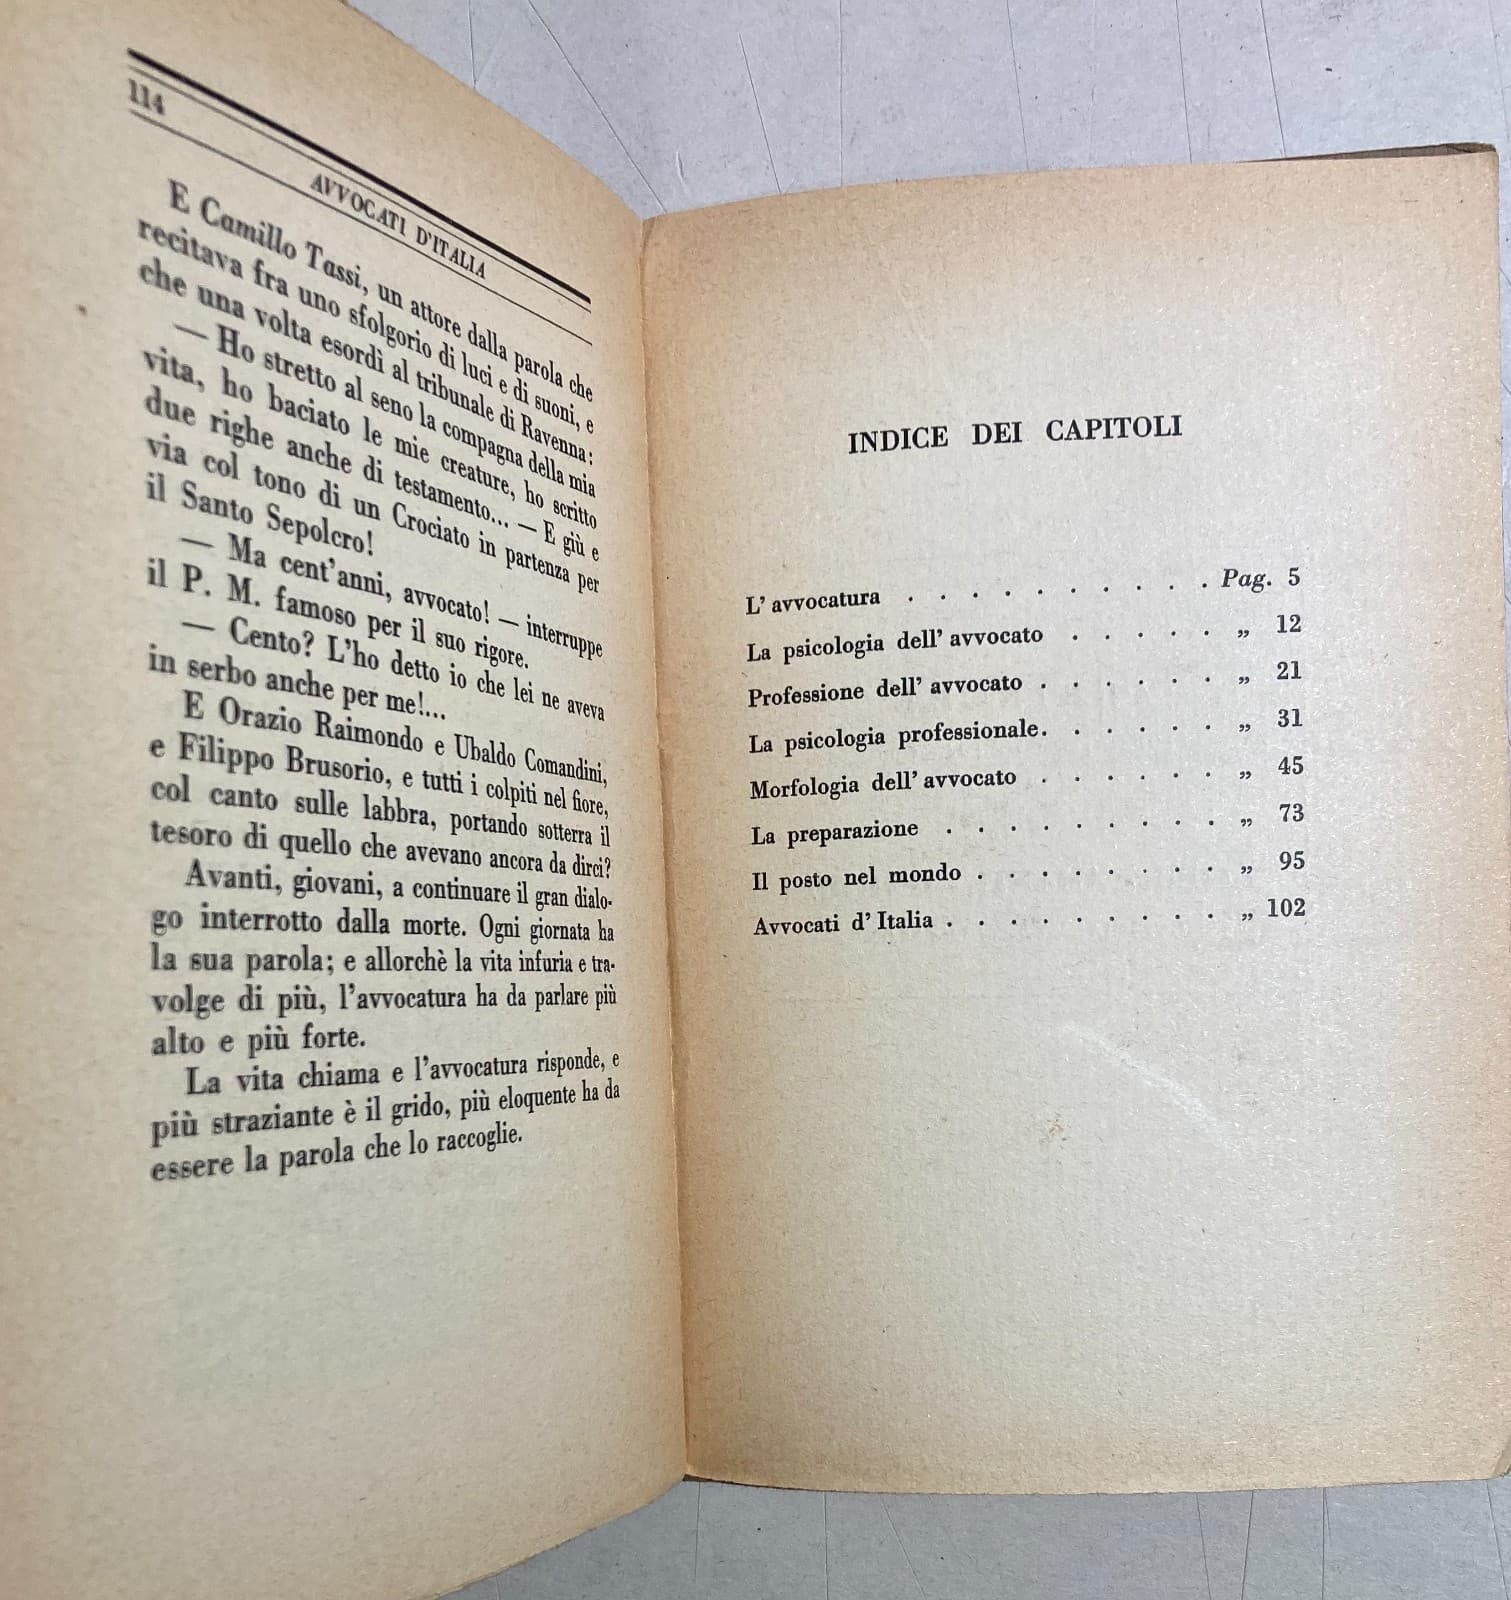 114
AVVOCATI D'ITALIA
E Camillo Tassi, un attore dalla parola che
recitava fra uno sfolgorio di luci e di suoni, e
che una volta esordì al tribunale di Ravenna:
— Ho stretto al seno la compagna della mia
vita, ho baciato le mie creature, ho scritto
due righe anche di testamento... — E giù e
via col tono di un Crociato in partenza per
il Santo Sepolcro!
— Ma cent'anni, avvocato! — interruppe
il P. M. famoso per il suo rigore.
— Cento? L'ho detto io che lei ne aveva
in serbo anche per me!...
E Orazio Raimondo e Ubaldo Comandini,
e Filippo Brusorio, e tutti i colpiti nel fiore,
col canto sulle labbra, portando sotterra il
tesoro di quello che avevano ancora da dirci?
Avanti, giovani, a continuare il gran dialo-
go interrotto dalla morte. Ogni giornata ha
la sua parola; e allorchè la vita infuria e tra-
volge di più, l'avvocatura ha da parlare più
alto e più forte.
La vita chiama e l'avvocatura risponde, e
più straziante è il grido, più eloquente ha da
essere la parola che lo raccoglie.
INDICE DEI CAPITOLI
L' avvocatura . . . . . . . . . . Pag. 5
La psicologia dell' avvocato . . . . . „ 12
Professione dell' avvocato . . . . . . „ 21
La psicologia professionale. . . . . . „ 31
Morfologia dell' avvocato . . . . . . „ 45
La preparazione . . . . . . . . . „ 73
Il posto nel mondo . . . . . . . . „ 95
Avvocati d' Italia . . . . . . . . . „ 102